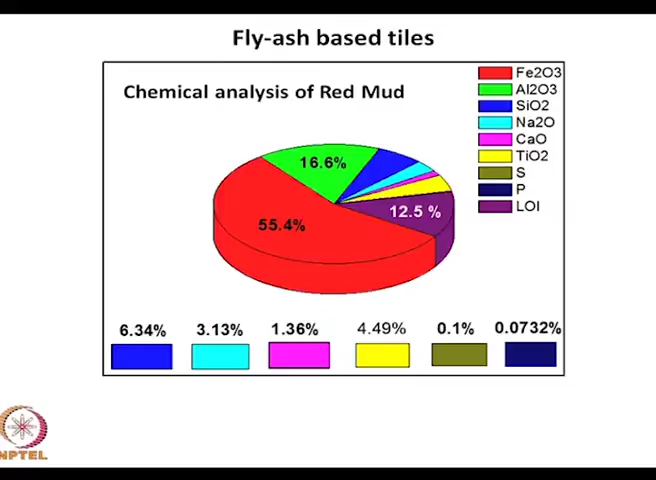 Fly-ash based tiles
Chemical analysis of Red Mud
Fe2O3
Al2O3
SiO2
Na2O
CaO
TiO2
S
P
LOI
16.6%
12.5 %
55.4%
6.34% 3.13% 1.36% 4.49% 0.1% 0.0732%
NPTEL